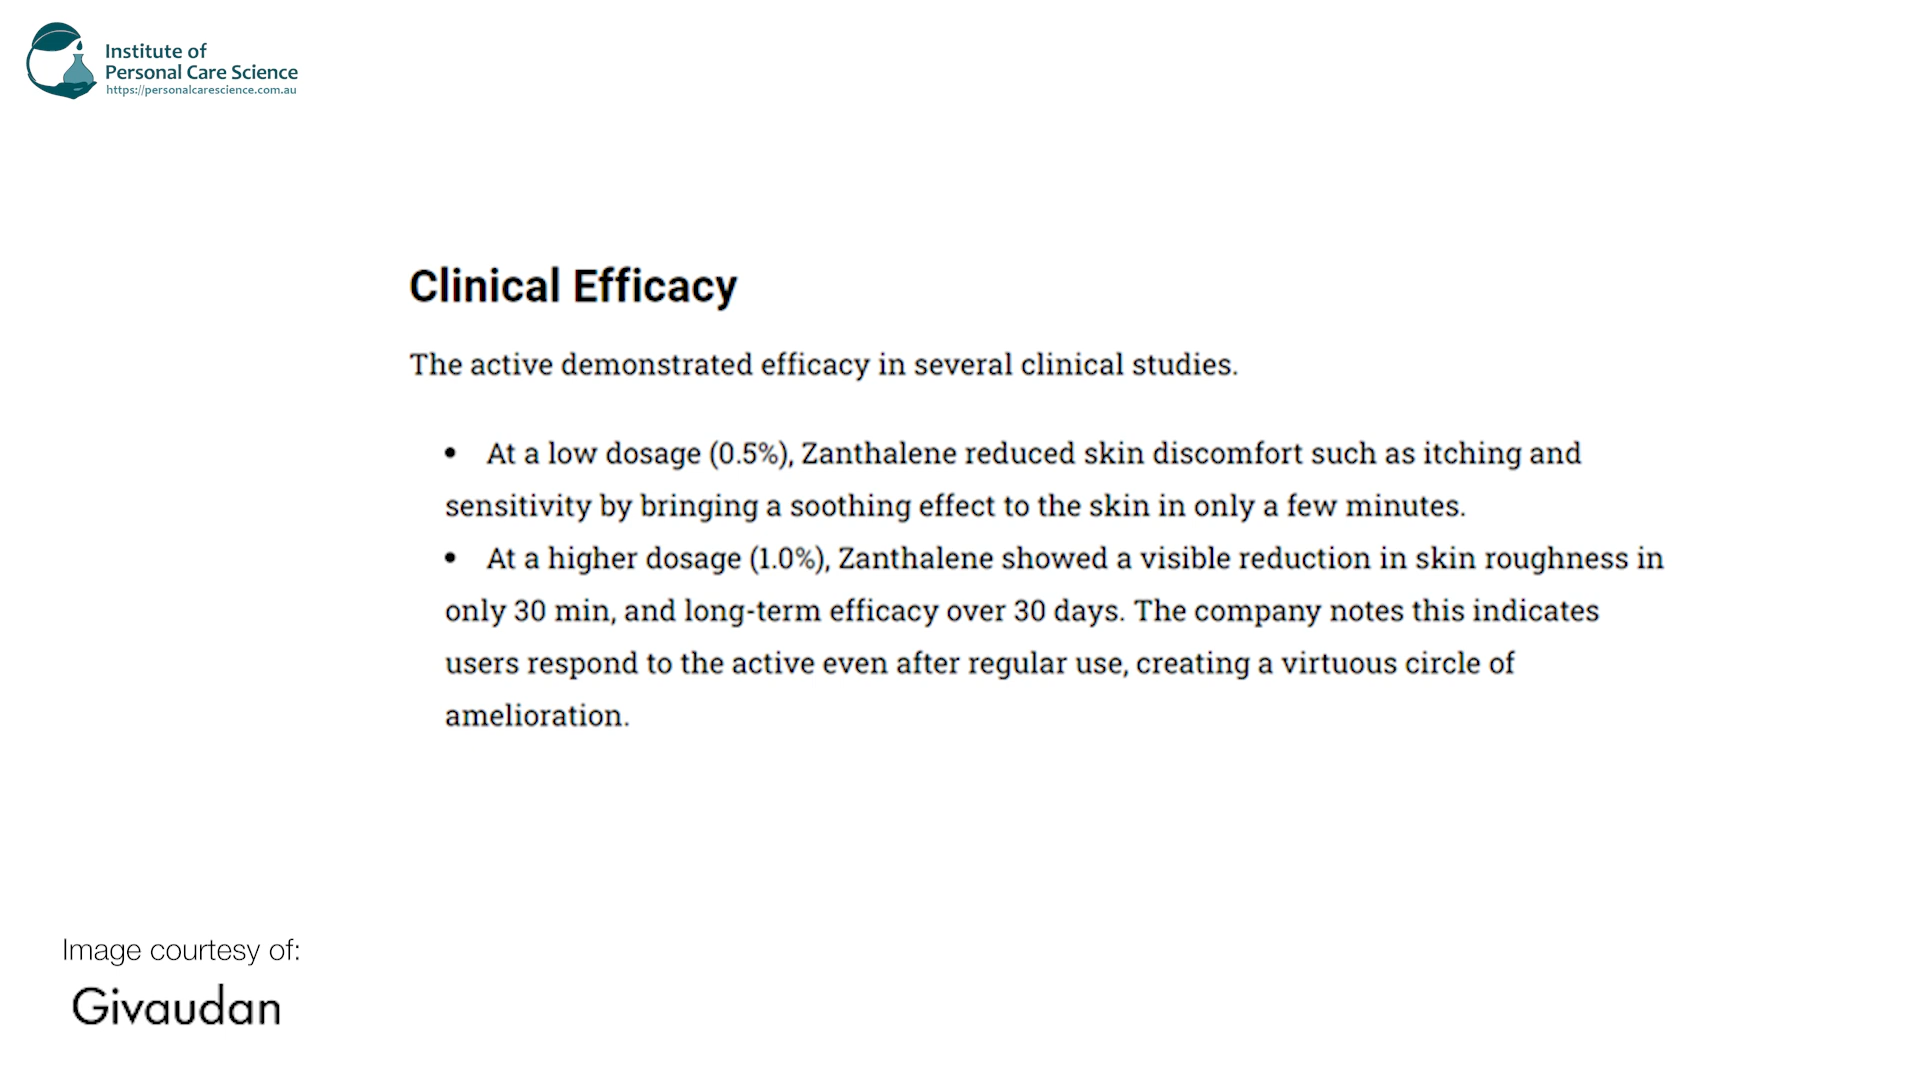 Institute of
Personal Care Science
https://personalcarescience.com.au
Clinical Efficacy
The active demonstrated efficacy in several clinical studies.
• At a low dosage (0.5%), Zanthalene reduced skin discomfort such as itching and
sensitivity by bringing a soothing effect to the skin in only a few minutes.
• At a higher dosage (1.0%), Zanthalene showed a visible reduction in skin roughness in
only 30 min, and long-term efficacy over 30 days. The company notes this indicates
users respond to the active even after regular use, creating a virtuous circle of
amelioration.
Image courtesy of:
Givaudan